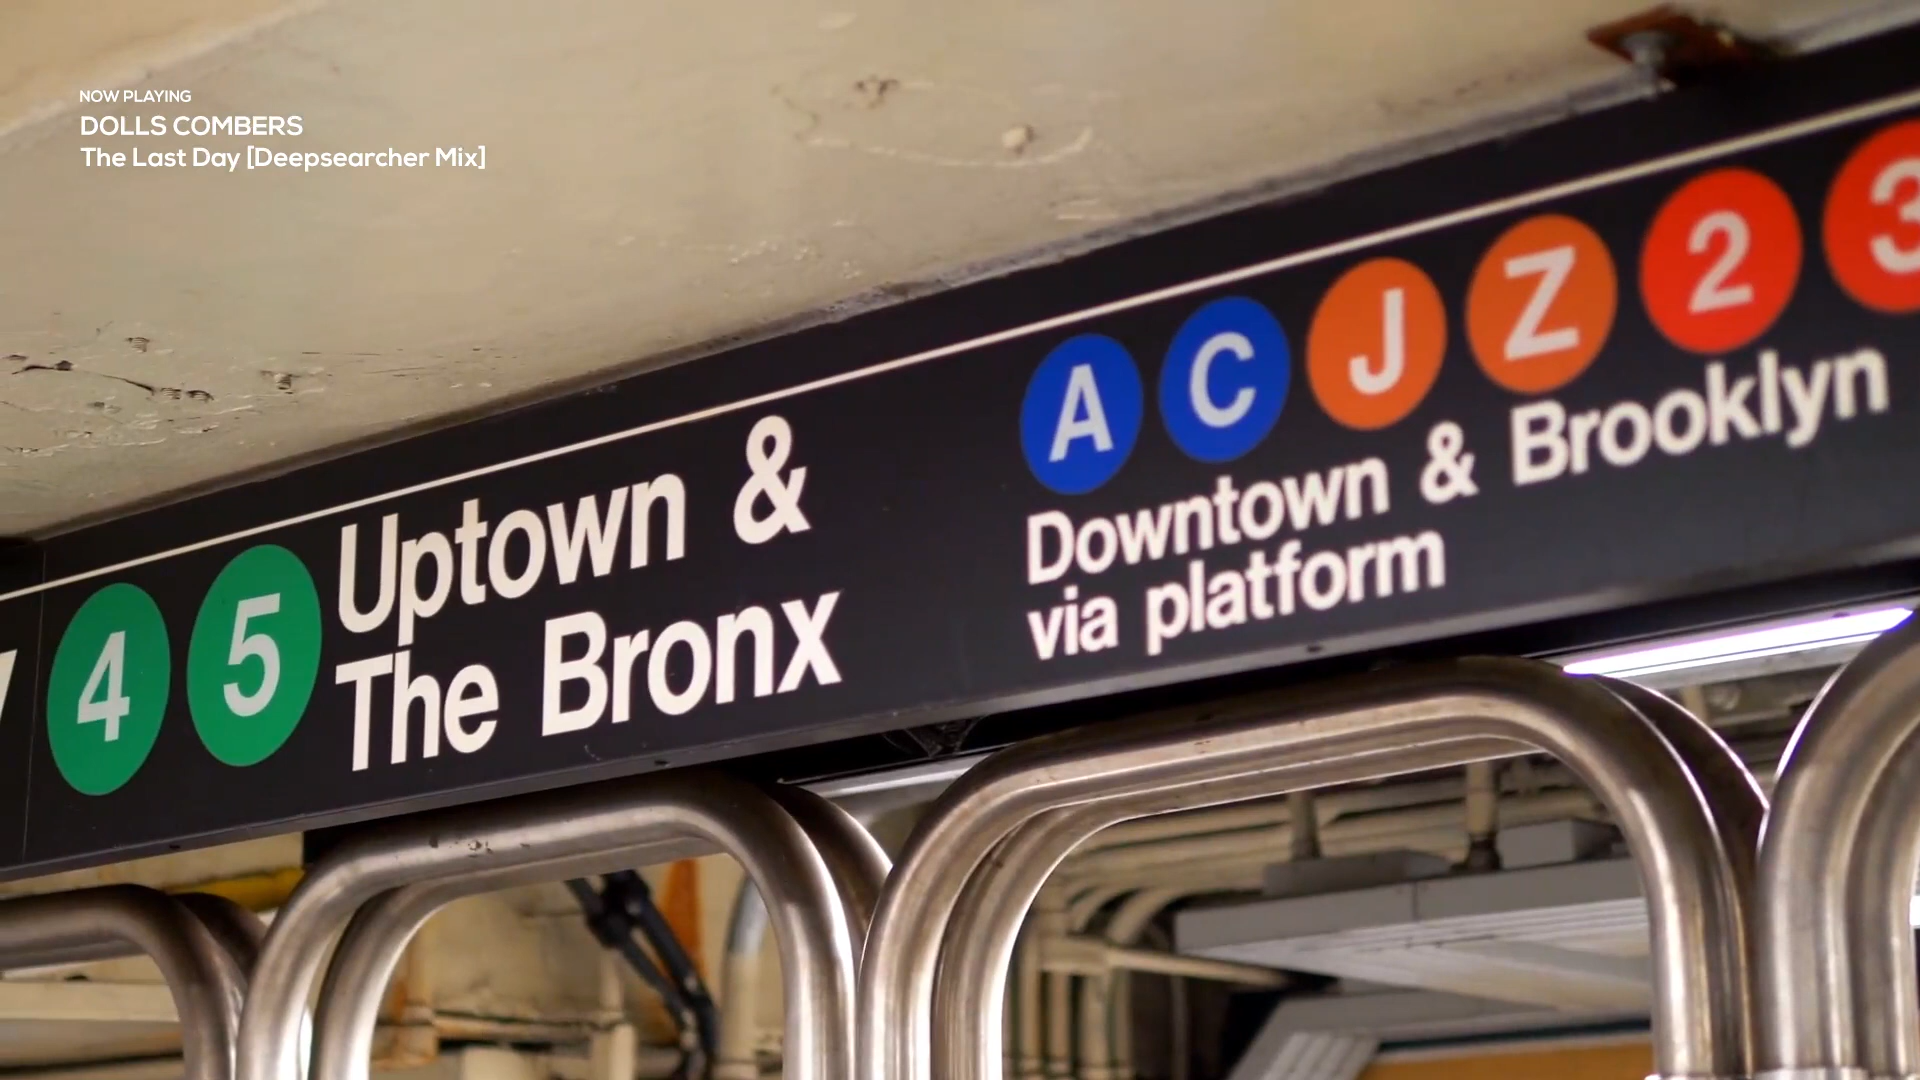 NOW PLAYING
DOLLS COMBERS
The Last Day [Deepsearcher Mix]
4 5 Uptown &
The Bronx
A C J Z 2 3
Downtown & Brooklyn
via platform